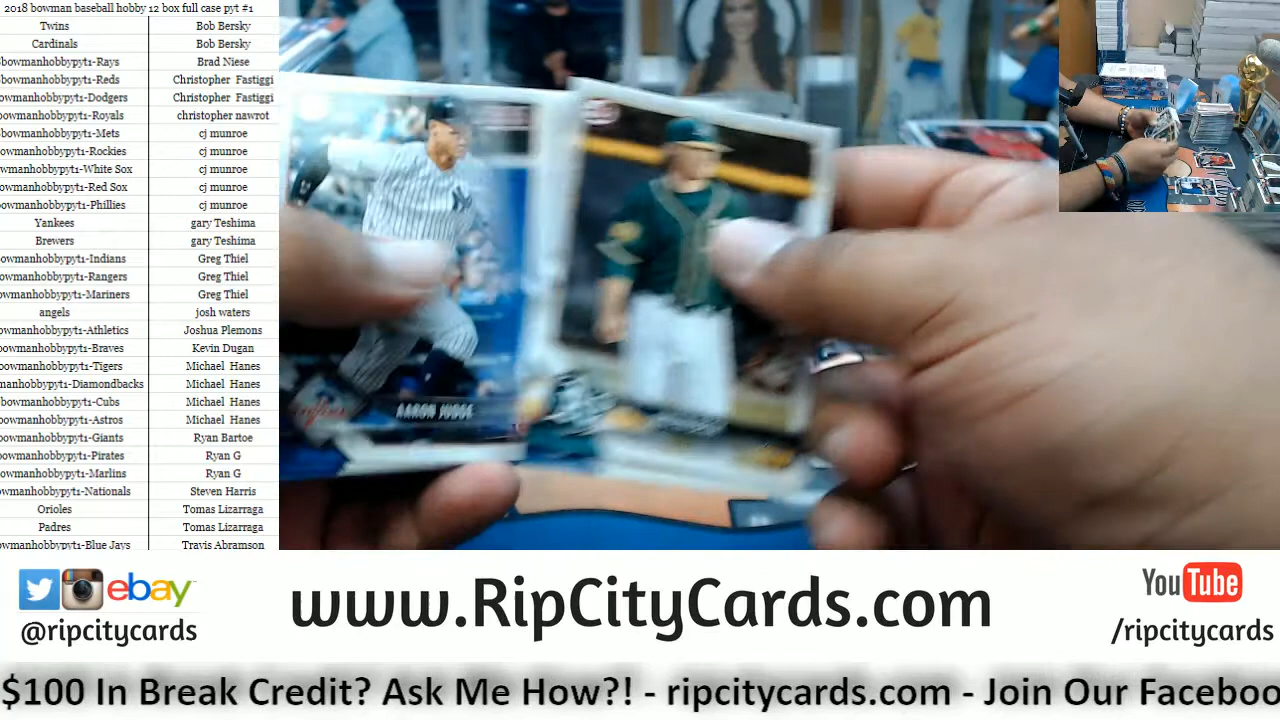 2018 bowman baseball hobby 12 box full case pyt #1
Twins Bob Bersky
Cardinals Bob Bersky
bowmanhobbypyt1-Rays Brad Niese
bowmanhobbypyt1-Reds Christopher Fastiggi
owmanhobbypyt1-Dodgers Christopher Fastiggi
owmanhobbypyt1-Royals christopher nawrot
bowmanhobbypyt1-Mets cj munroe
owmanhobbypyt1-Rockies cj munroe
wmanhobbypyt1-White Sox cj munroe
wmanhobbypyt1-Red Sox cj munroe
wmanhobbypyt1-Phillies cj munroe
Yankees gary Teshima
Brewers gary Teshima
owmanhobbypyt1-Indians Greg Thiel
owmanhobbypyt1-Rangers Greg Thiel
wmanhobbypyt1-Mariners Greg Thiel
angels josh waters
wmanhobbypyt1-Athletics Joshua Plemons
owmanhobbypyt1-Braves Kevin Dugan
owmanhobbypyt1-Tigers Michael Hanes
manhobbypyt1-Diamondbacks Michael Hanes
bowmanhobbypyt1-Cubs Michael Hanes
owmanhobbypyt1-Astros Michael Hanes
owmanhobbypyt1-Giants Ryan Bartoe
owmanhobbypyt1-Pirates Ryan G
owmanhobbypyt1-Marlins Ryan G
wmanhobbypyt1-Nationals Steven Harris
Orioles Tomas Lizarraga
Padres Tomas Lizarraga
owmanhobbypyt1-Blue Jays Travis Abramson
AARON JUDGE
ebay
@ripcitycards
www.RipCityCards.com
YouTube
/ripcitycards
$100 In Break Credit? Ask Me How?! - ripcitycards.com - Join Our Faceboo